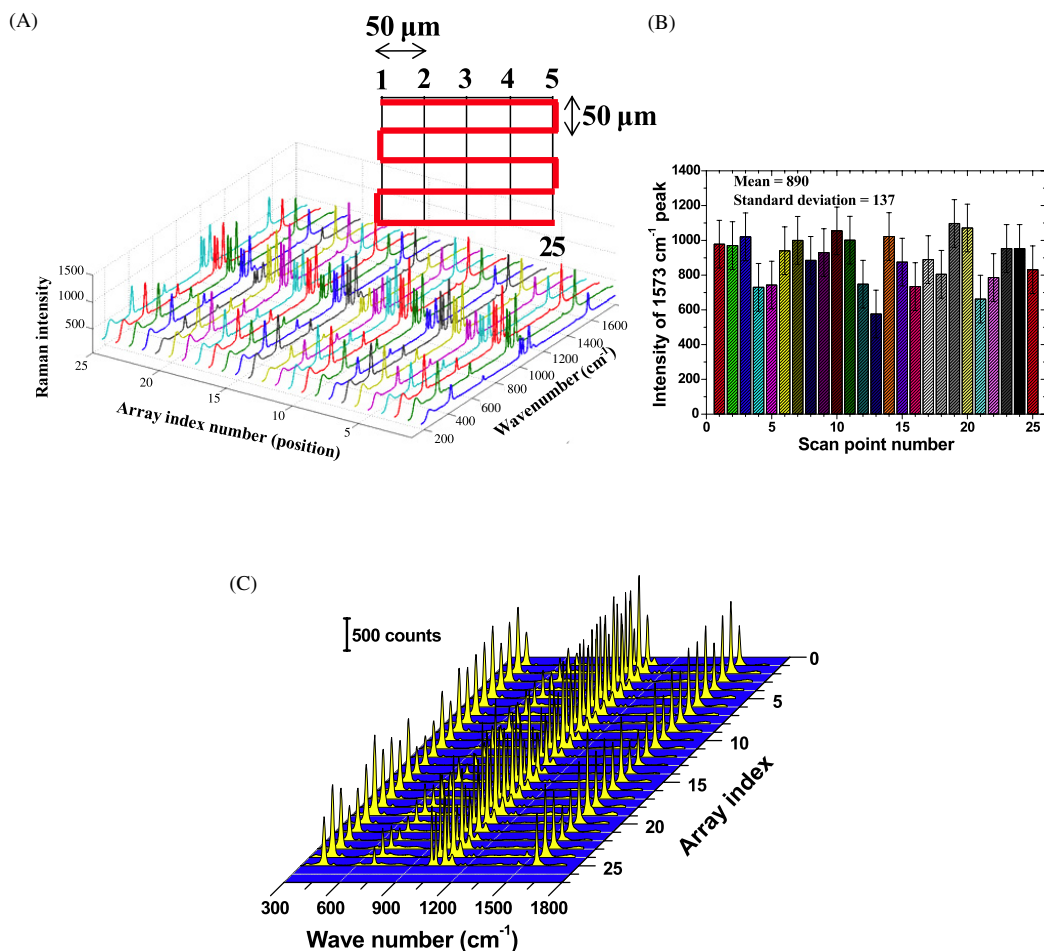 (A)
50 µm
1 2 3 4 5
50 µm
25
1500
1000
500
Raman intensity
25
20
15
10
5
Array index number (position)
200
400
600
800
1000
1200
1400
1600
Wavenumber (cm⁻¹)
(B)
Mean = 890
Standard deviation = 137
1400
1200
1000
800
600
400
200
0
Intensity of 1573 cm⁻¹ peak
0 5 10 15 20 25
Scan point number
(C)
500 counts
0
5
10
15
20
25
Array index
300 600 900 1200 1500 1800
Wave number (cm⁻¹)